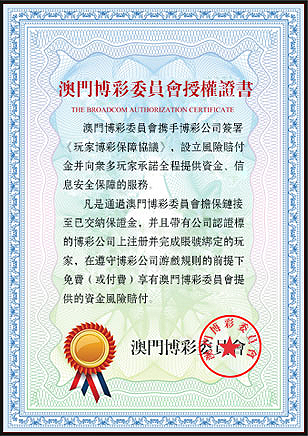 澳門博彩委員會授權證書
THE BROADCOM AUTHORIZATION CERTIFICATE
澳門博彩委員會携手博彩公司簽署
《玩家博彩保障協議》,設立風險賠付
金并向衆多玩家承諾全程提供資金、信
息安全保障的服務。
凡是通過澳門博彩委員會擔保鏈接
至已交納保證金,并且帶有公司認證標
的博彩公司上注册并完成賬號綁定的玩
家,在遵守博彩公司游戲規則的前提下
免費(或付費)享有澳門博彩委員會提
供的資金風險賠付.
澳門博彩委員會
澳門博彩委員會